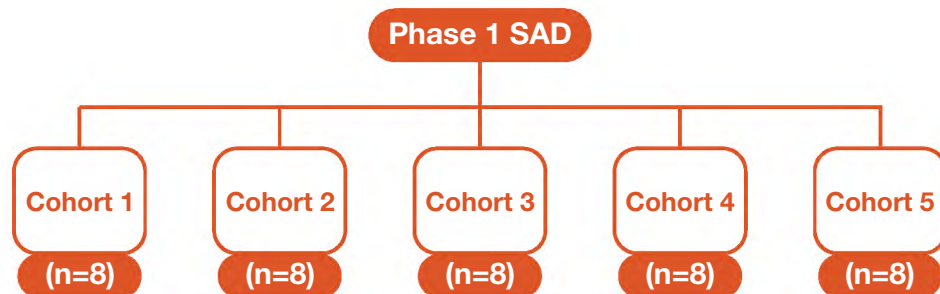 Phase 1 SAD
Cohort 1
Cohort 2
Cohort 3
Cohort 4
Cohort 5
(n=8)
(n=8)
(n=8)
(n=8)
(n=8)